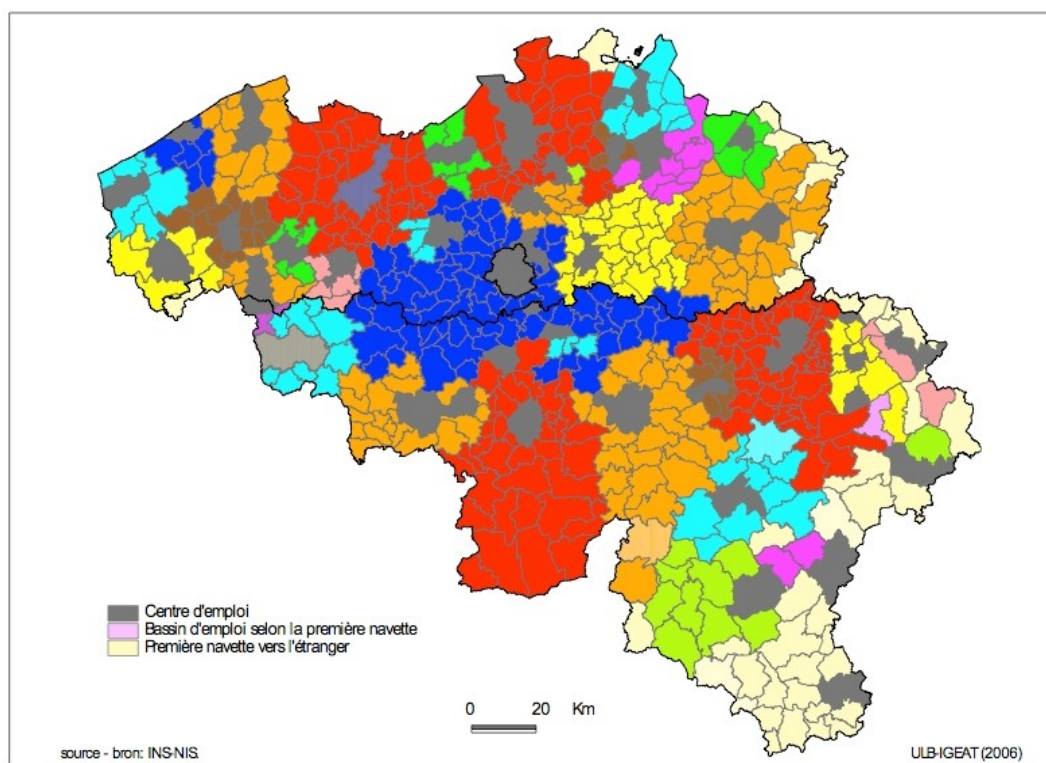 Centre d'emploi
Bassin d'emploi selon la première navette
Première navette vers l'étranger
0 20 Km
source - bron: INS-NIS.
ULB-IGEAT (2006)